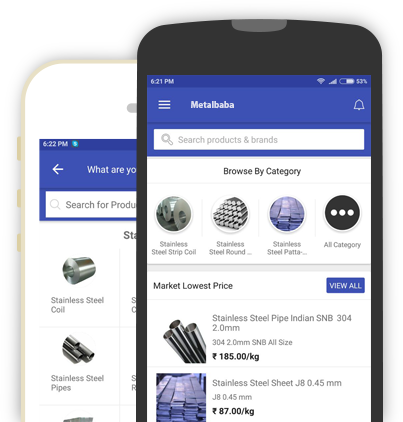 6:21 PM
53%
Metalbaba
Search products & brands
Browse By Category
Stainless
Steel Strip Coil
Stainless
Steel Round ...
Stainless
Steel Patta-...
All Category
Market Lowest Price
VIEW ALL
Stainless Steel Pipe Indian SNB 304
2.0mm
304 2.0mm SNB All Size
₹ 185.00/kg
Stainless Steel Sheet J8 0.45 mm
J8 0.45 mm
₹ 87.00/kg
6:22 PM
What are yo
Search for Produ
Sta
Stainless Steel
Coil
S
Stainless Steel
Pipes
S
R